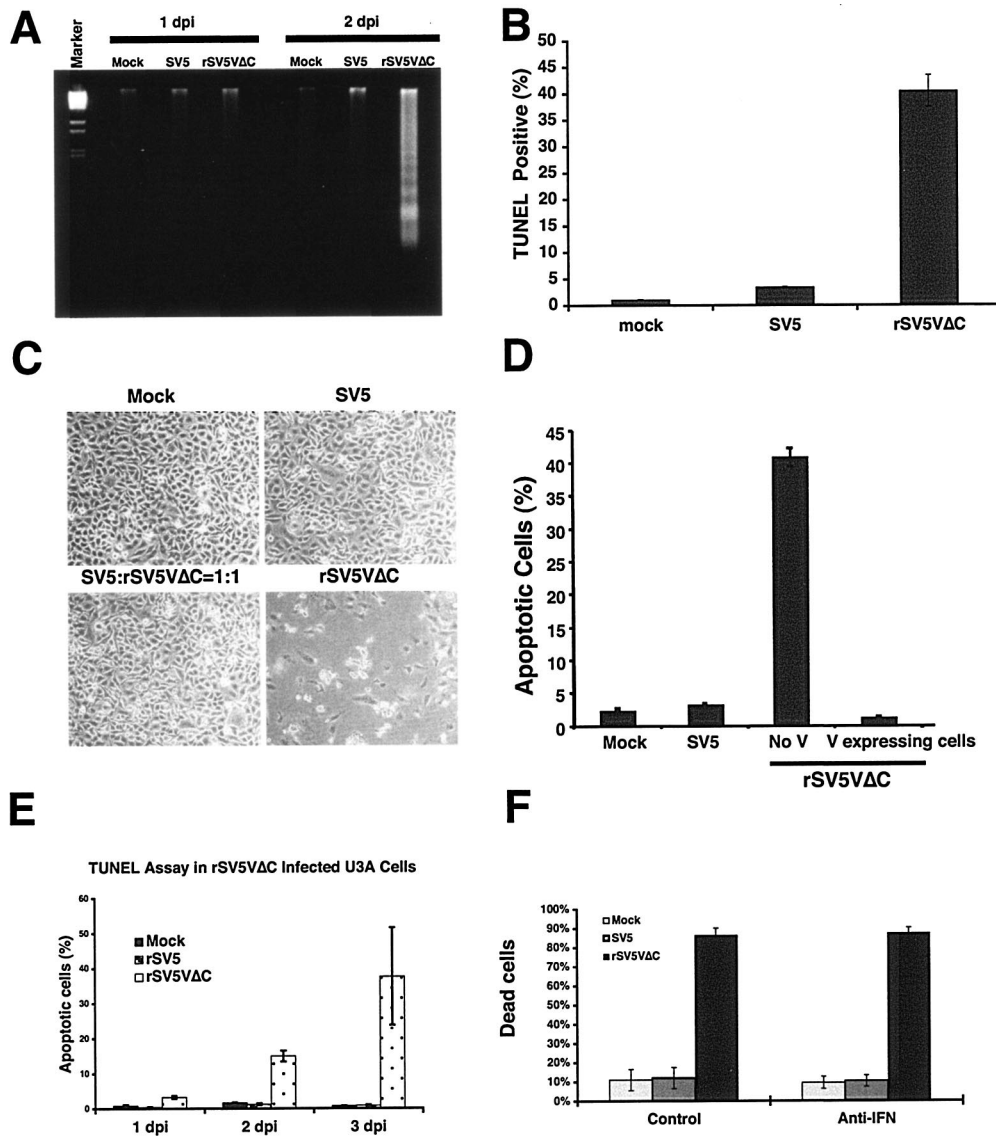 A
Marker
1 dpi
2 dpi
Mock SV5 rSV5VΔC Mock SV5 rSV5VΔC
B
TUNEL Positive (%)
50
45
40
35
30
25
20
15
10
5
0
mock SV5 rSV5VΔC
C
Mock SV5
SV5:rSV5VΔC=1:1 rSV5VΔC
D
Apoptotic Cells (%)
45
40
35
30
25
20
15
10
5
0
Mock SV5 No V V expressing cells
rSV5VΔC
E
TUNEL Assay in rSV5VΔC Infected U3A Cells
Apoptotic cells (%)
60
50
40
30
20
10
0
Mock
rSV5
rSV5VΔC
1 dpi 2 dpi 3 dpi
F
Dead cells
100%
90%
80%
70%
60%
50%
40%
30%
20%
10%
0%
Mock
SV5
rSV5VΔC
Control Anti-IFN